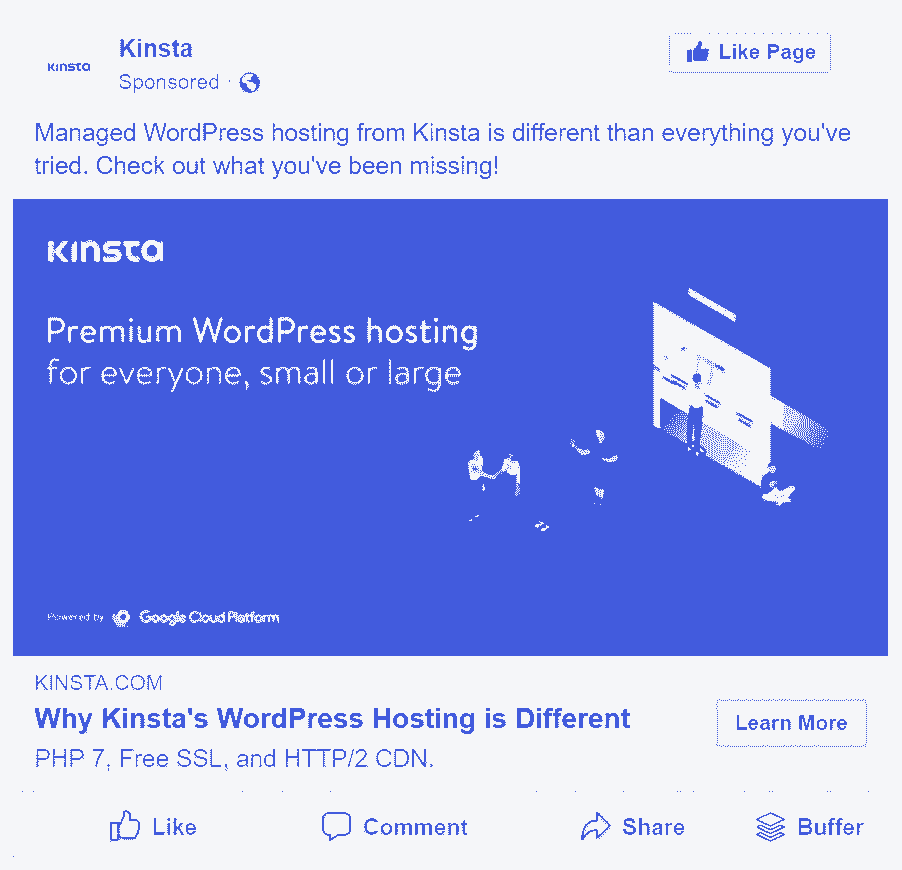 Kinsta
Kinsta
Sponsored ·
Like Page
Managed WordPress hosting from Kinsta is different than everything you've
tried. Check out what you've been missing!
Kinsta
Premium WordPress hosting
for everyone, small or large
Powered by Google Cloud Platform
KINSTA.COM
Why Kinsta's WordPress Hosting is Different
Learn More
PHP 7, Free SSL, and HTTP/2 CDN.
Like Comment Share Buffer